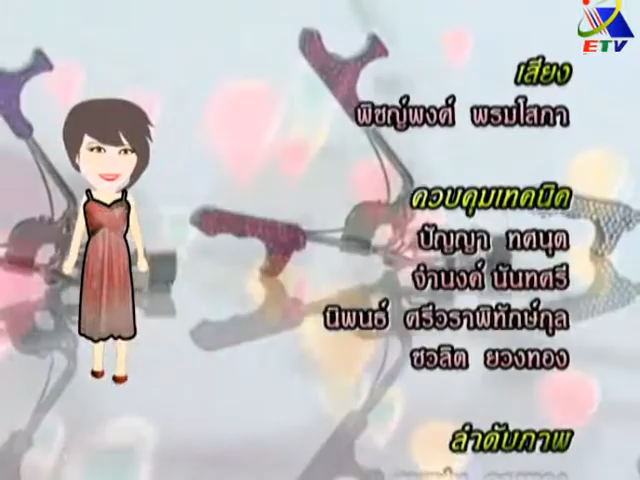 ETV
เสียง
พิชญ์พงศ์ พรมโสภา
ควบคุมเทคนิค
ปัญญา ทศนุต
จำนงค์ นันทศรี
นิพนธ์ ศรีวราพิทักษ์กุล
ชวลิต ยวงทอง
ลำดับภาพ